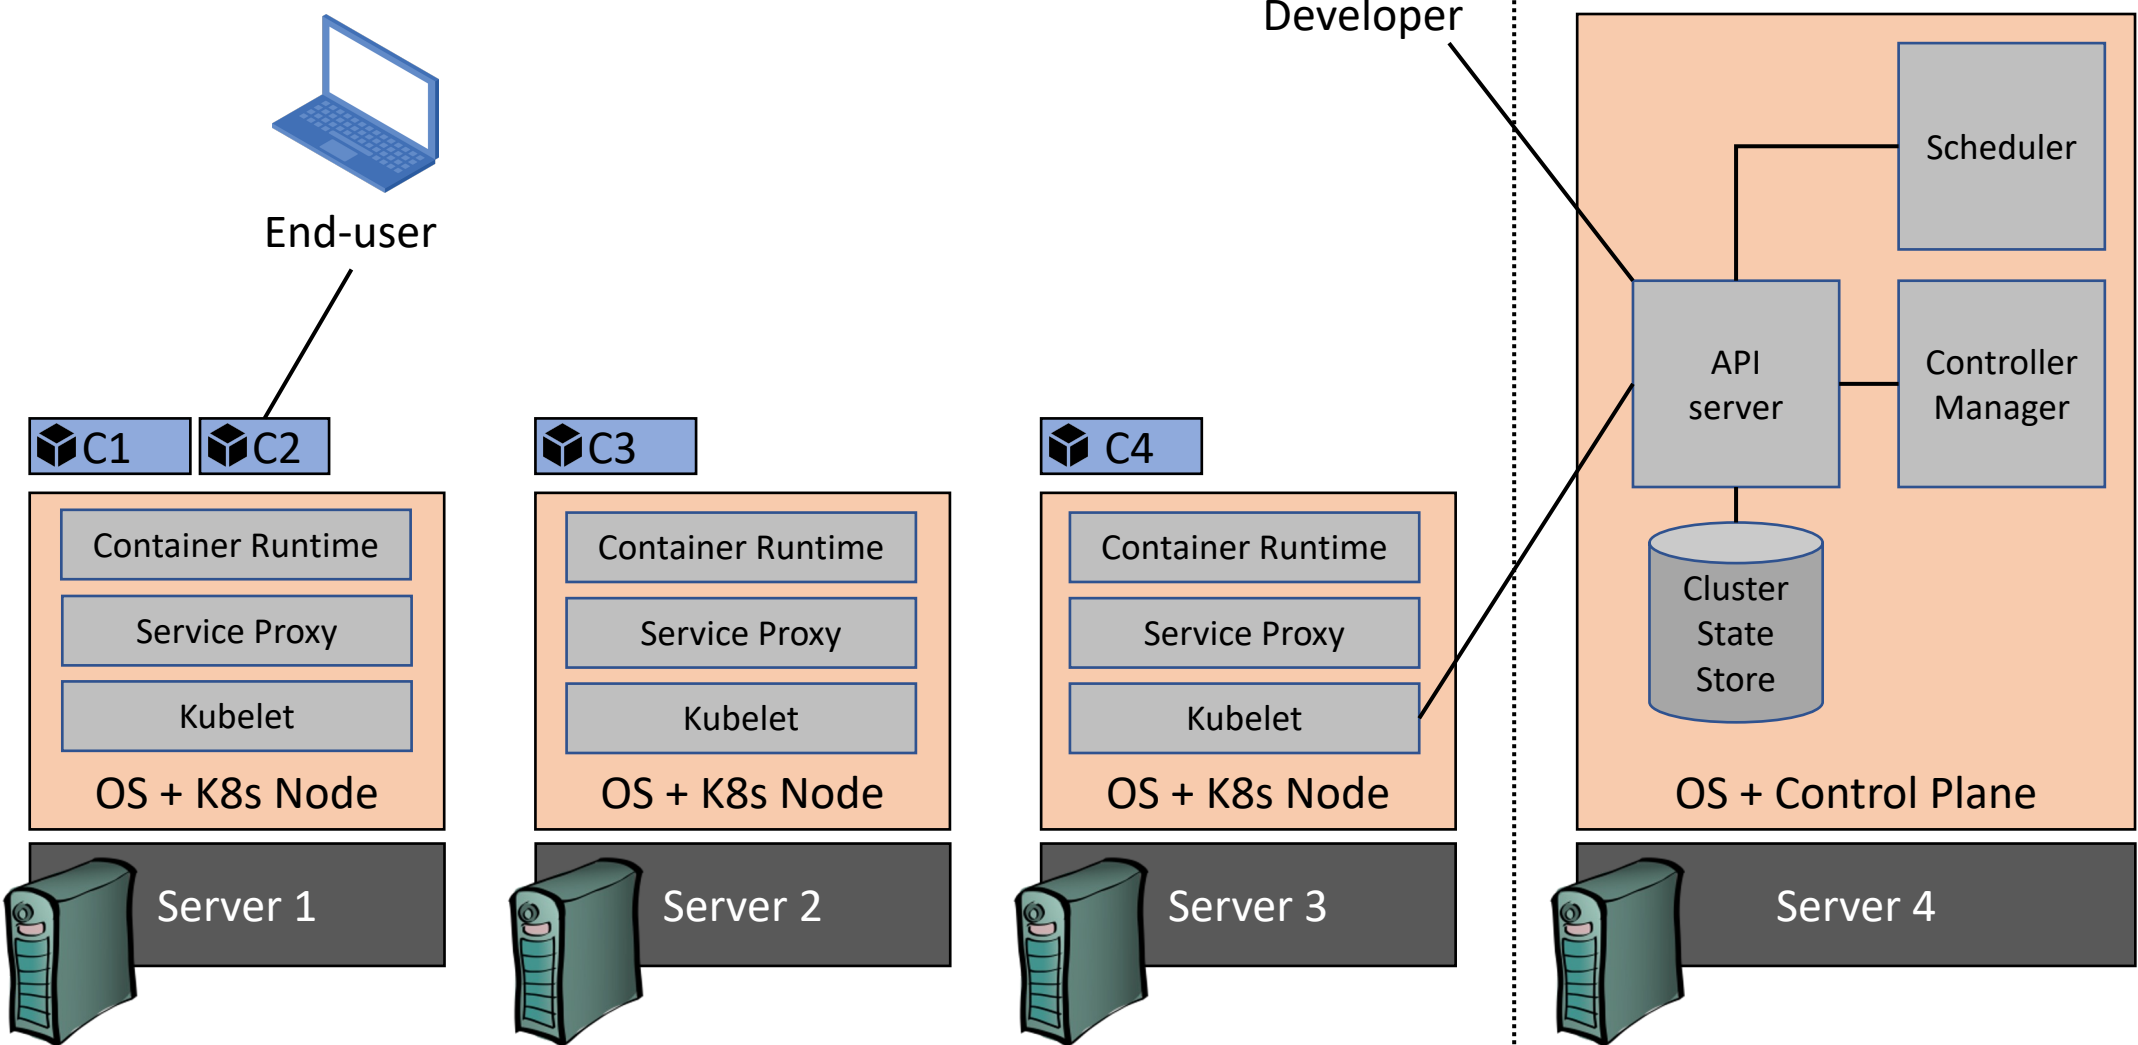 Developer
End-user
C1
C2
C3
C4
Container Runtime
Service Proxy
Kubelet
OS + K8s Node
Server 1
Container Runtime
Service Proxy
Kubelet
OS + K8s Node
Server 2
Container Runtime
Service Proxy
Kubelet
OS + K8s Node
Server 3
Scheduler
API
server
Controller
Manager
Cluster
State
Store
OS + Control Plane
Server 4